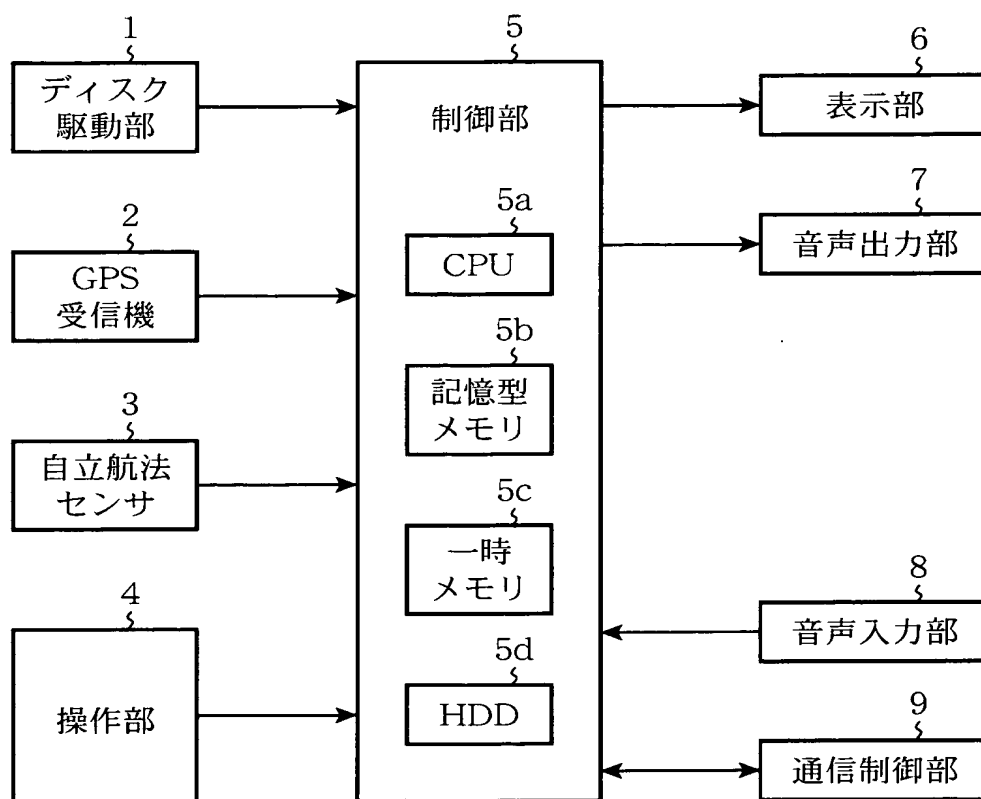 1
ディスク
駆動部
2
GPS
受信機
3
自立航法
センサ
4
操作部
5
制御部
5a
CPU
5b
記憶型
メモリ
5c
一時
メモリ
5d
HDD
6
表示部
7
音声出力部
8
音声入力部
9
通信制御部